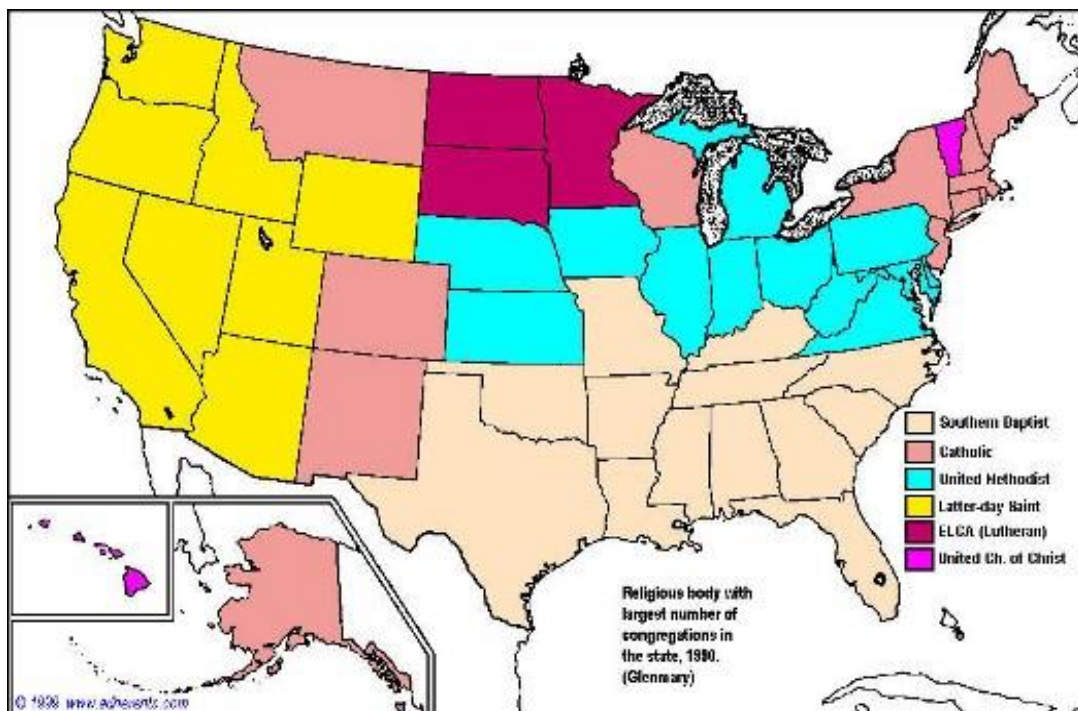 Southern Baptist
Catholic
United Methodist
Latter-day Saint
ELCA (Lutheran)
United Ch. of Christ
Religious body with
largest number of
congregations in
the state, 1990.
(Glenmary)
© 1999 www.adherents.com